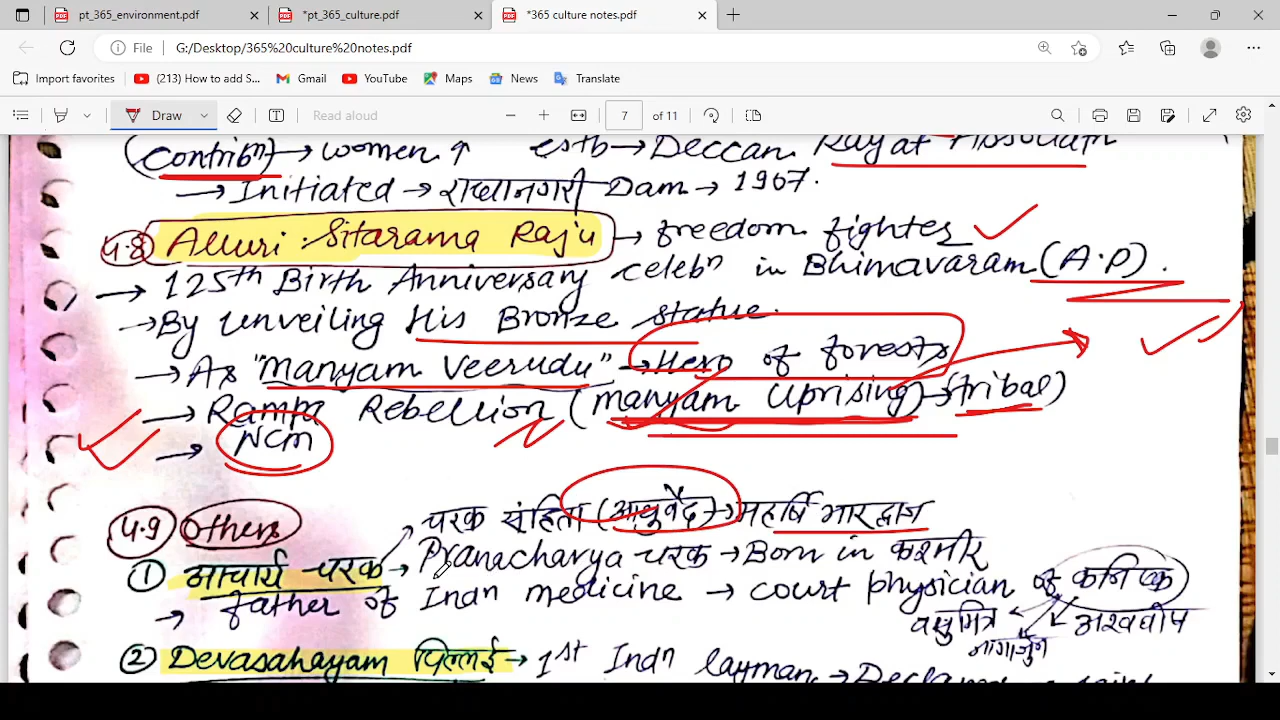 pt_365_environment.pdf *pt_365_culture.pdf *365 culture notes.pdf
File G:/Desktop/365%20culture%20notes.pdf
Import favorites (213) How to add S... Gmail YouTube Maps News Translate
Draw Read aloud 7 of 11
(Contribⁿ) → women ↑ estb → Deccan Rayat Association
→ Initiated → राधानगरी Dam → 1907.
4.8 Alluri Sitarama Raju → freedom fighter
→ 125th Birth Anniversary celebⁿ in Bhimavaram (A.P).
→ By unveiling His Bronze statue.
→ As "Manyam Veerudu" → Hero of forests
→ Rampa Rebellion (Manyam Uprising) → (tribal)
→ NCM
4.9 Others चरक संहिता (आयुर्वेद) → महर्षि भारद्वाज
① आचार्य चरक → Pranacharya चरक → Born in कश्मीर
→ father of Indⁿ medicine → court physician of कनिष्क
वसुमित्र नागार्जुन अश्वघोष
② Devasahayam पिल्लई → 1st Indⁿ layman → Declared